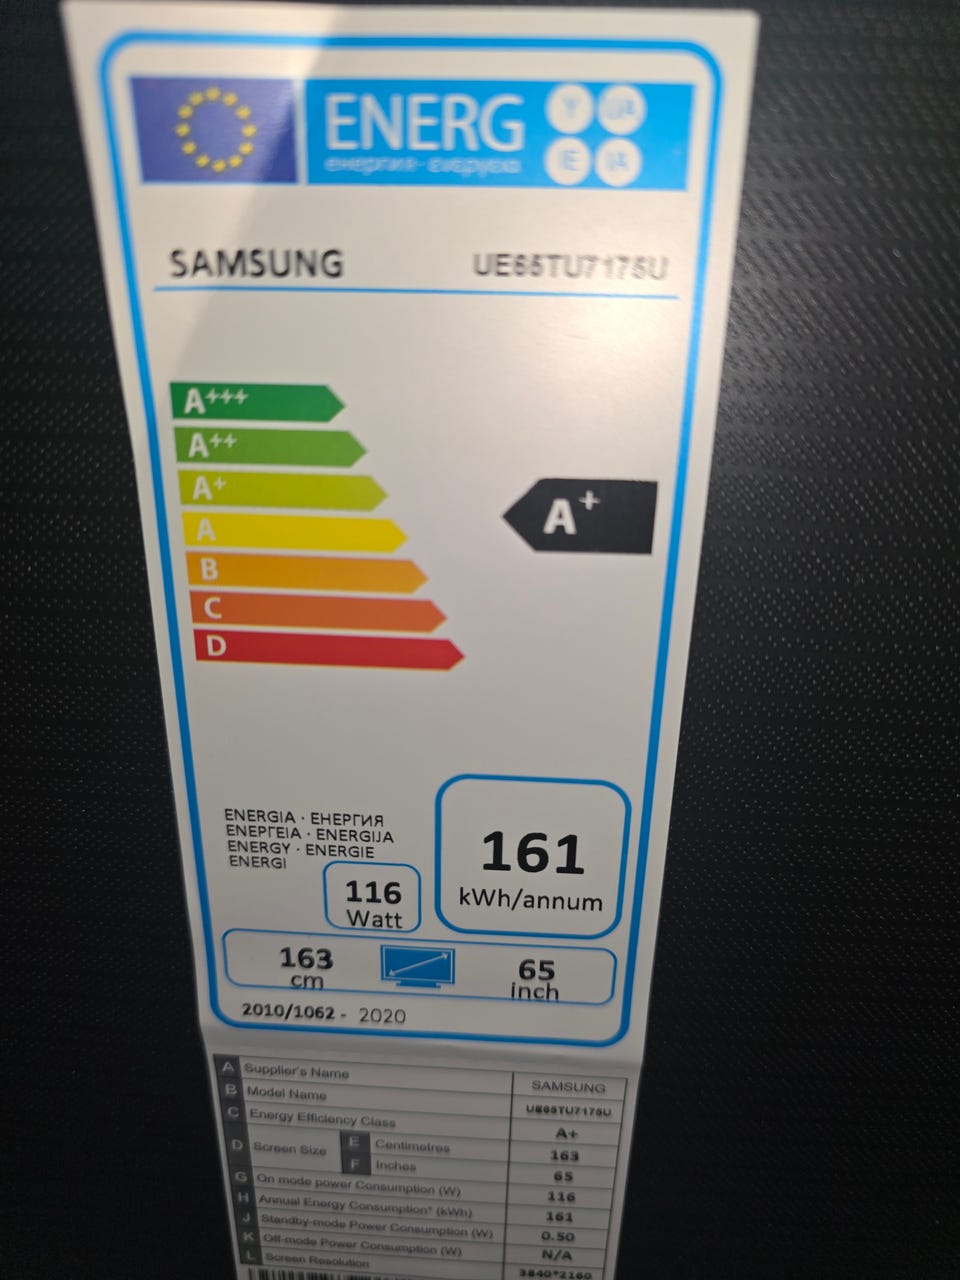 ENERG
Y UA
енергия · ενεργεια
IE IA
SAMSUNG UE65TU7175U
A+++
A++
A+
A
B
C
D
A+
ENERGIA · ЕНЕРГИЯ
ΕΝΕΡΓΕΙΑ · ENERGIJA
ENERGY · ENERGIE
ENERGI
116
Watt
161
kWh/annum
163
cm
65
inch
2010/1062 - 2020
A Supplier's Name SAMSUNG
B Model Name UE65TU7175U
C Energy Efficiency Class A+
D Screen Size E Centimetres 163
F Inches 65
G On mode power Consumption (W) 116
H Annual Energy Consumption* (kWh) 161
J Standby-mode Power Consumption (W) 0.50
K Off-mode Power Consumption (W) N/A
L Screen Resolution 3840*2160